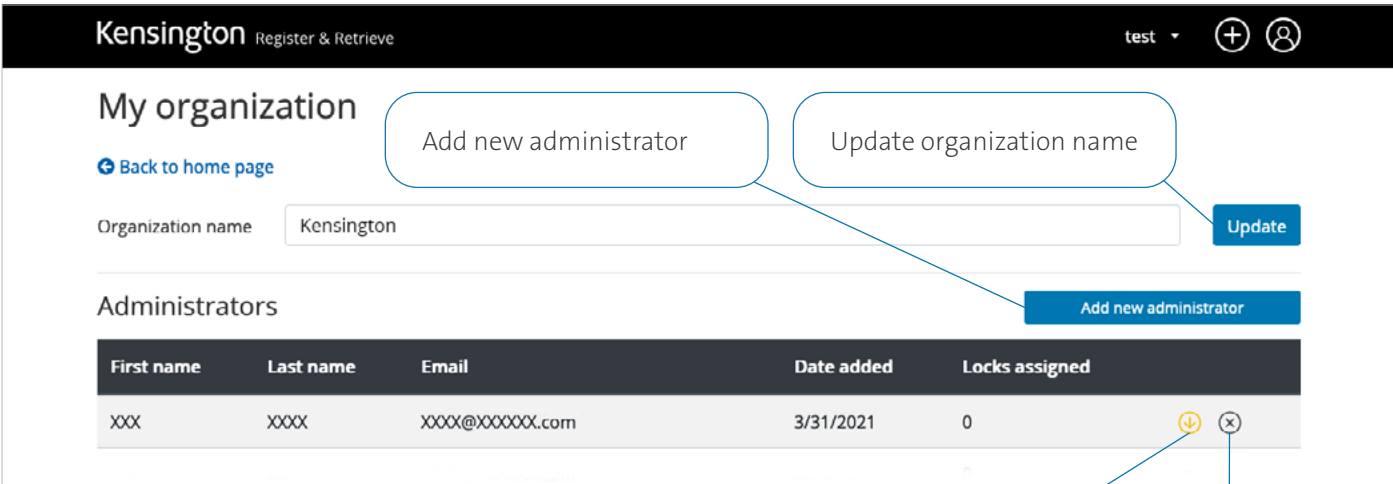 Kensington Register & Retrieve test
My organization
Add new administrator
Update organization name
Back to home page
Organization name Kensington Update
Administrators Add new administrator
First name Last name Email Date added Locks assigned
XXX XXXX XXXX@XXXXXX.com 3/31/2021 0